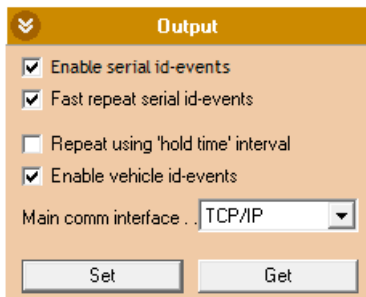 Output
Enable serial id-events
Fast repeat serial id-events
Repeat using 'hold time' interval
Enable vehicle id-events
Main comm interface . . TCP/IP
Set Get